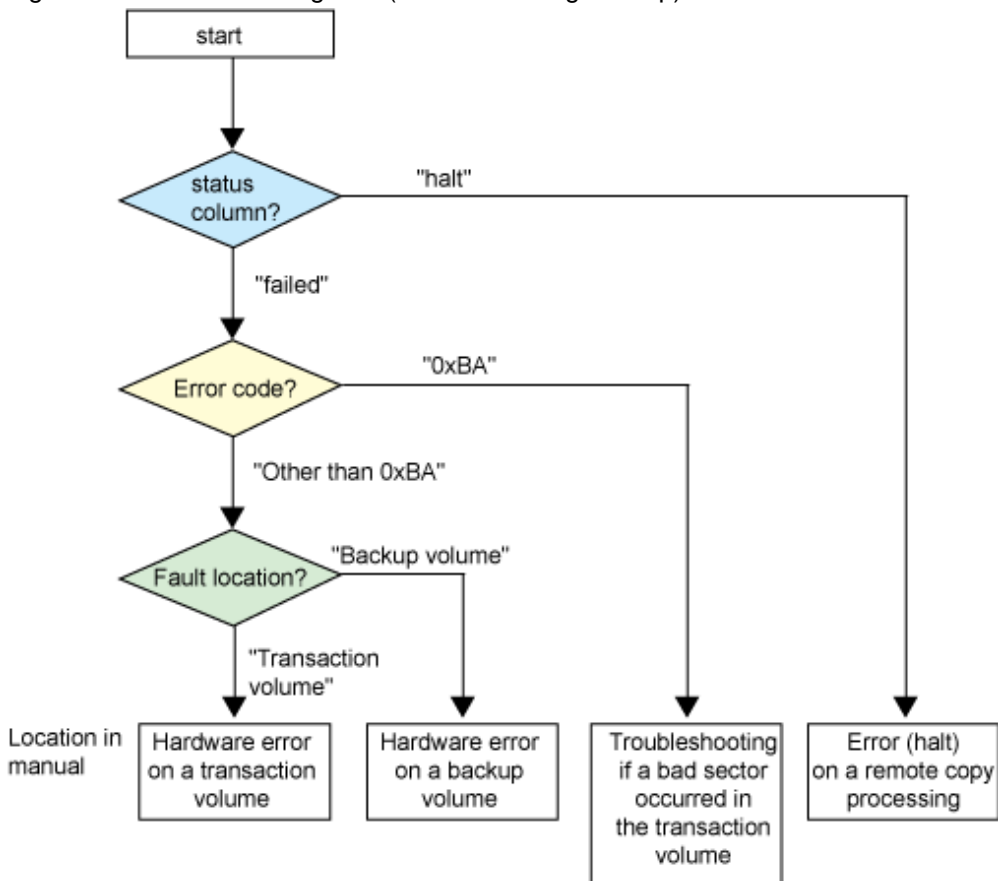 start
status
column?
"halt"
"failed"
Error code?
"0xBA"
"Other than 0xBA"
Fault location?
"Backup volume"
"Transaction
volume"
Location in
manual
Hardware error
on a transaction
volume
Hardware error
on a backup
volume
Troubleshooting
if a bad sector
occurred in
the transaction
volume
Error (halt)
on a remote copy
processing